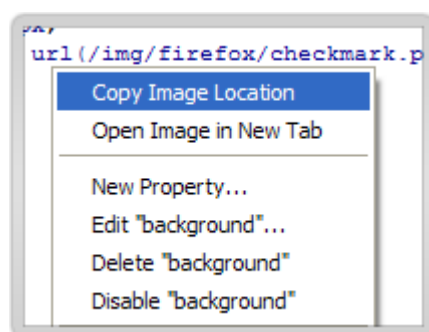 url(/img/firefox/checkmark.p
Copy Image Location
Open Image in New Tab
New Property...
Edit "background"...
Delete "background"
Disable "background"